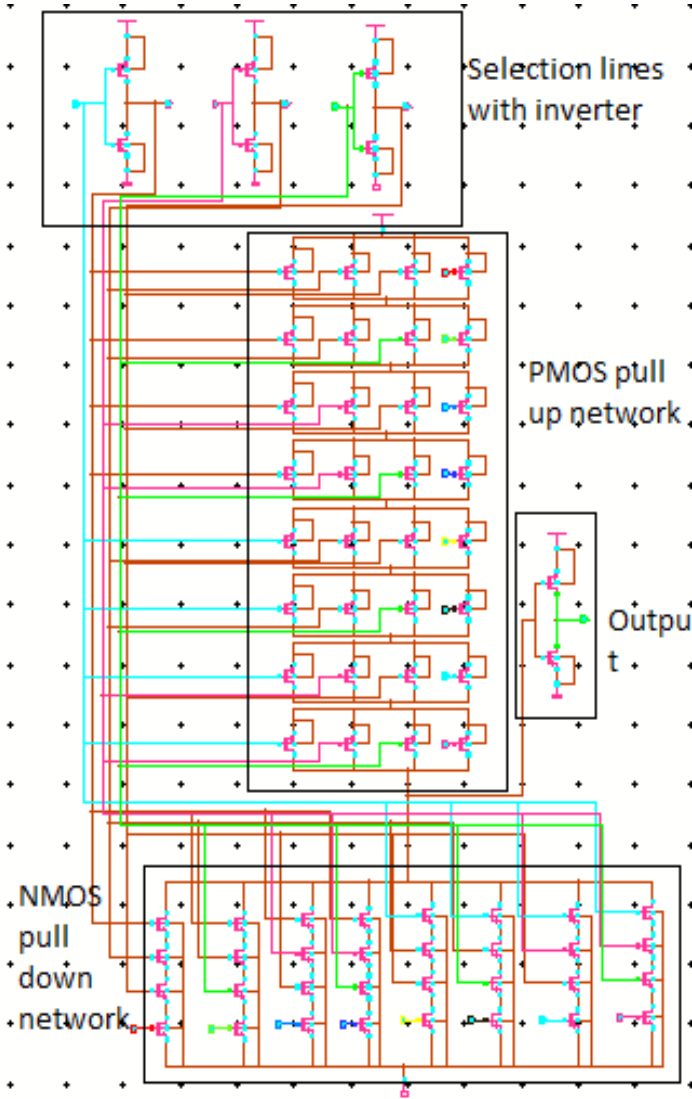 Selection lines
with inverter
PMOS pull
up network
Outpu
t
NMOS
pull
down
network